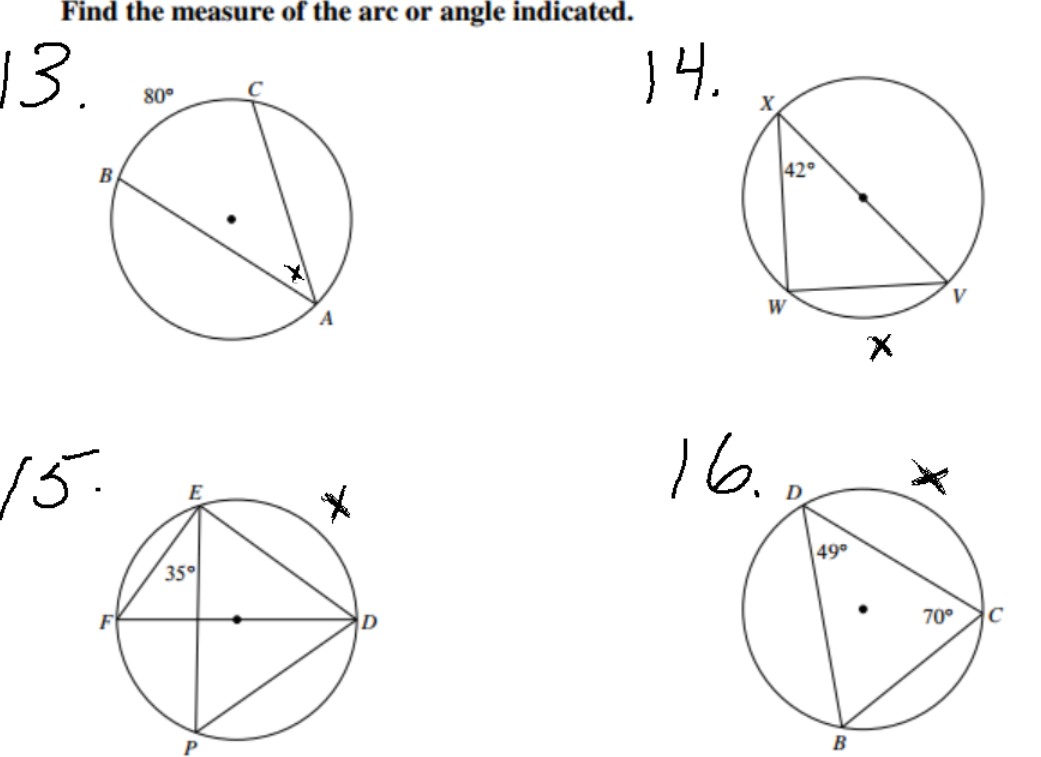 Find the measure of the arc or angle indicated.
13.
14.
80°
C
B
x
A
X
42°
W
V
x
15.
16.
E
x
35°
F
D
P
D
x
49°
70°
C
B